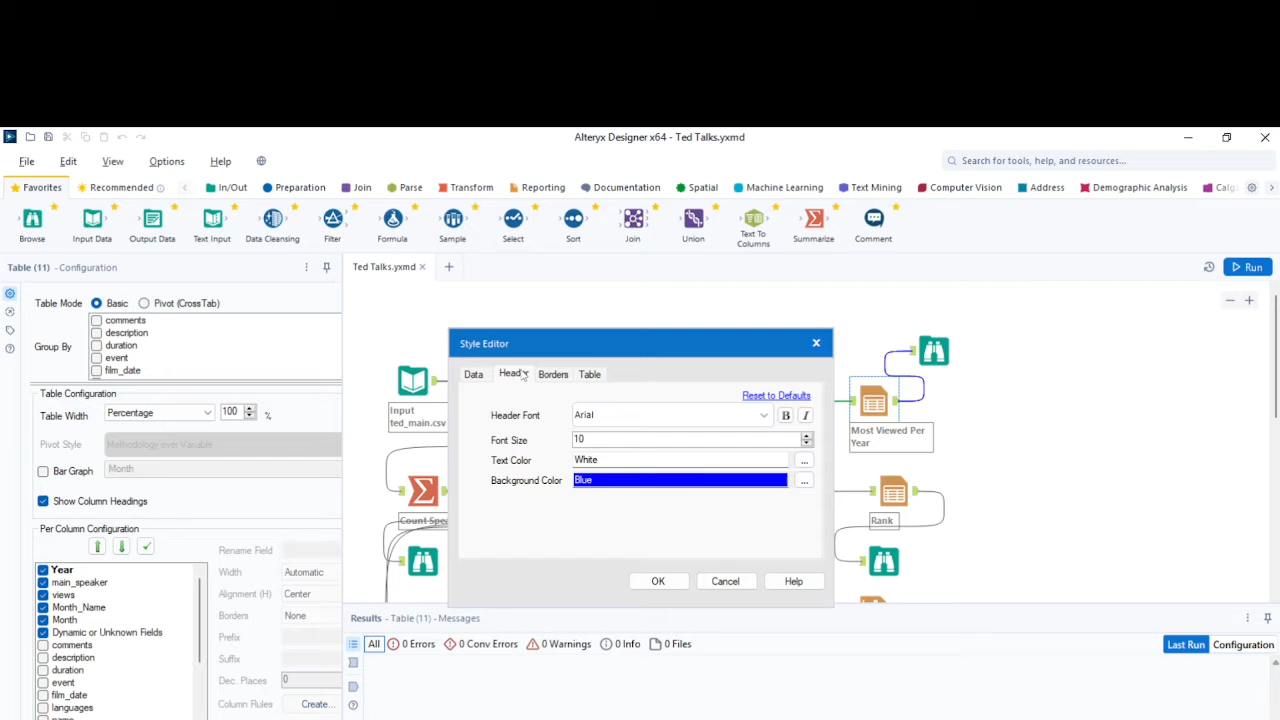 Alteryx Designer x64 - Ted Talks.yxmd
File Edit View Options Help
Search for tools, help, and resources...
Favorites Recommended In/Out Preparation Join Parse Transform Reporting Documentation Spatial Machine Learning Text Mining Computer Vision Address Demographic Analysis Calg
Browse Input Data Output Data Text Input Data Cleansing Filter Formula Sample Select Sort Join Union Text To Columns Summarize Comment
Table (11) - Configuration
Ted Talks.yxmd
Run
Table Mode Basic Pivot (CrossTab)
Group By
comments
description
duration
event
film_date
Table Configuration
Table Width Percentage 100 %
Pivot Style Methodology over Variable
Bar Graph Month
Show Column Headings
Per Column Configuration
Year
main_speaker
views
Month_Name
Month
Dynamic or Unknown Fields
comments
description
duration
event
film_date
languages
Rename Field
Width Automatic
Alignment (H) Center
Borders None
Prefix
Suffix
Dec. Places 0
Column Rules Create...
Input
ted_main.csv
Count Spea
Most Viewed Per
Year
Rank
Style Editor
Data Header Borders Table
Reset to Defaults
Header Font Arial B I
Font Size 10
Text Color White ...
Background Color Blue ...
OK Cancel Help
Results - Table (11) - Messages
All 0 Errors 0 Conv Errors 0 Warnings 0 Info 0 Files
Last Run Configuration